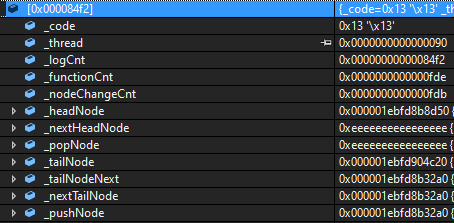 [0x000084f2] {_code=0x13 '\x13' _th
_code 0x13 '\x13'
_thread 0x0000000000000090
_logCnt 0x00000000000084f2
_functionCnt 0x0000000000000fde
_nodeChangeCnt 0x0000000000000fdb
_headNode 0x000001ebfd8b8d50 {
_nextHeadNode 0xeeeeeeeeeeeeeeee {
_popNode 0xeeeeeeeeeeeeeeee {
_tailNode 0x000001ebfd904c20 {
_tailNodeNext 0x000001ebfd8b32a0 {
_nextTailNode 0x000001ebfd8b32a0 {
_pushNode 0x000001ebfd8b32a0 {